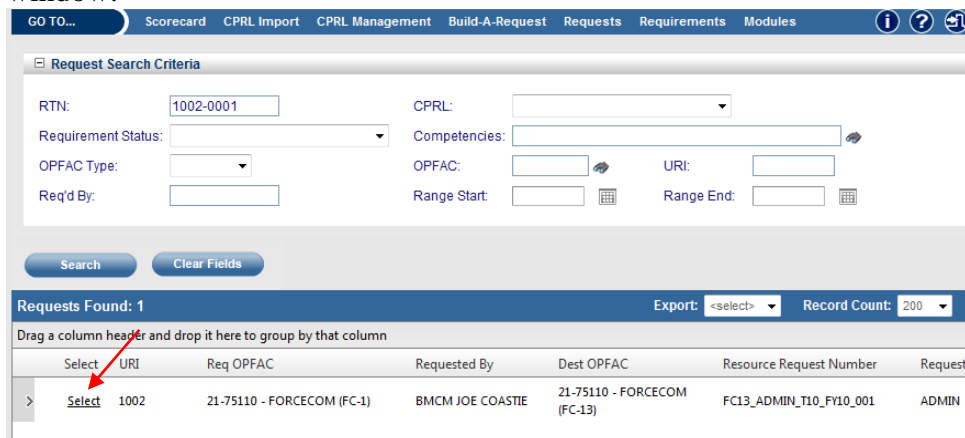 GO TO... Scorecard CPRL Import CPRL Management Build-A-Request Requests Requirements Modules
Request Search Criteria
RTN: 1002-0001 CPRL:
Requirement Status: Competencies:
OPFAC Type: OPFAC: URI:
Req'd By: Range Start: Range End:
Search Clear Fields
Requests Found: 1 Export: <select> Record Count: 200
Drag a column header and drop it here to group by that column
Select URI Req OPFAC Requested By Dest OPFAC Resource Request Number Request
Select 1002 21-75110 - FORCECOM (FC-1) BMCM JOE COASTIE 21-75110 - FORCECOM (FC-13) FC13_ADMIN_T10_FY10_001 ADMIN